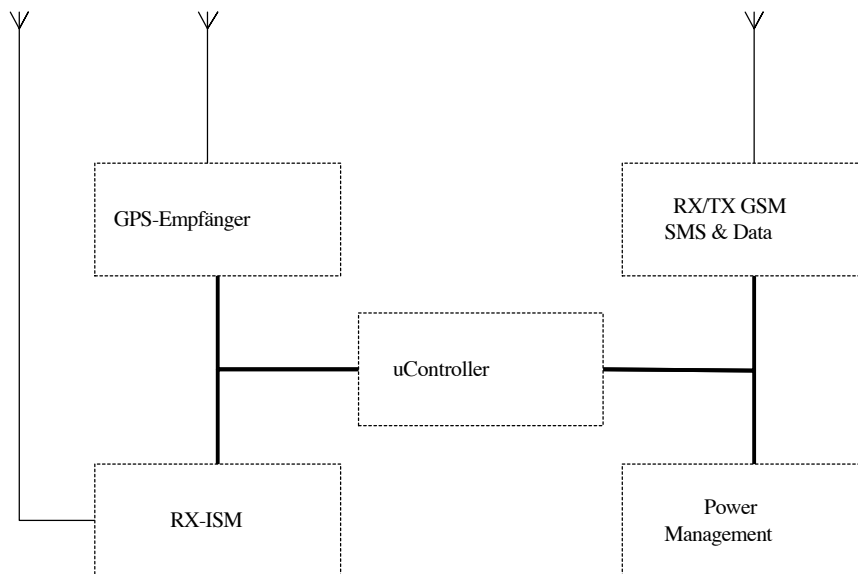 GPS-Empfänger
RX/TX GSM
SMS & Data
uController
RX-ISM
Power
Management